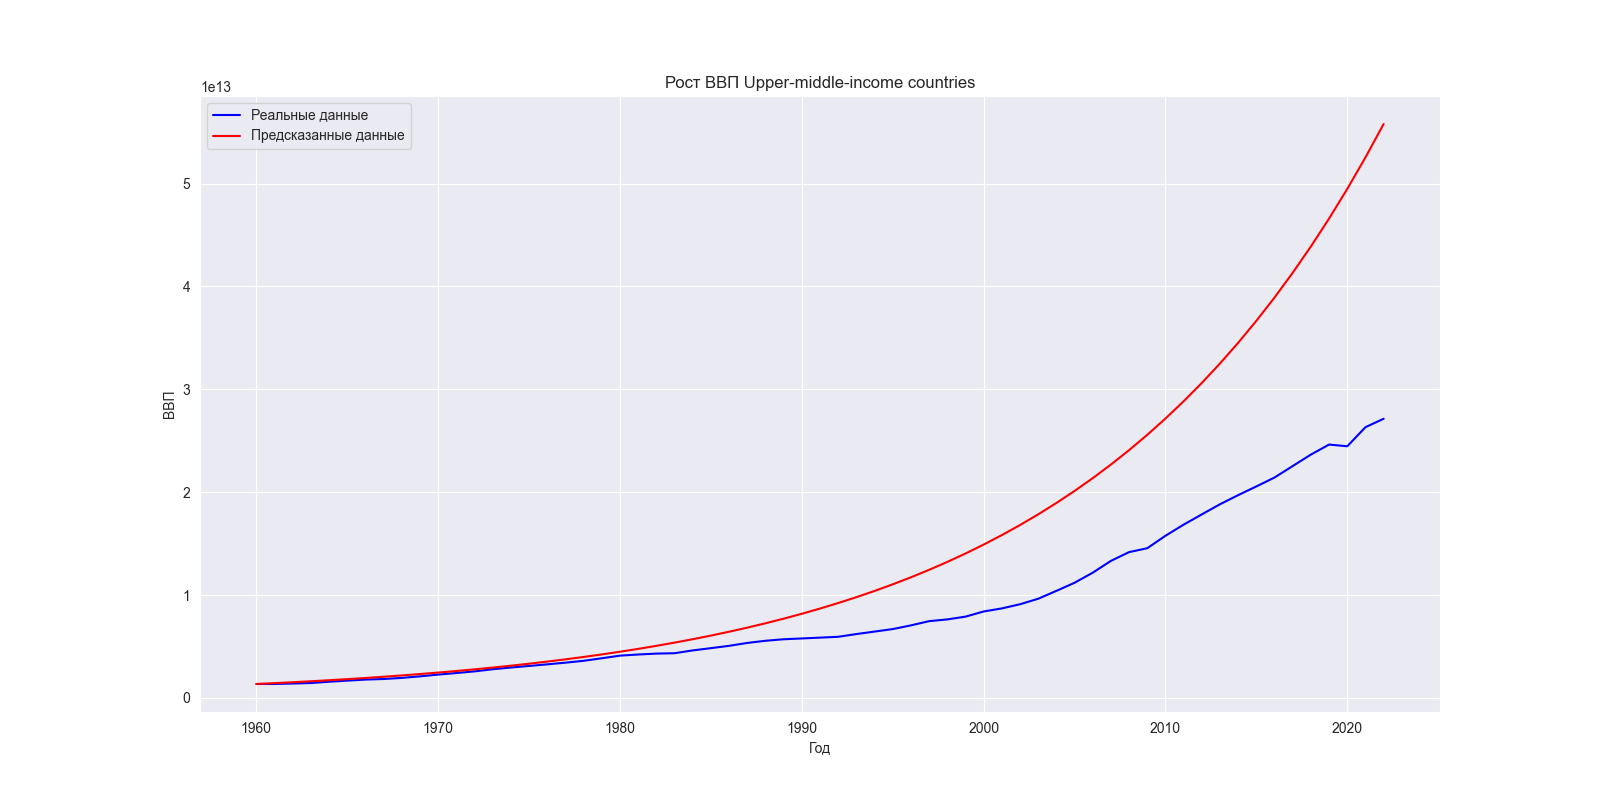 Рост ВВП Upper-middle-income countries
1e13
Реальные данные
Предсказанные данные
5
4
3
2
1
0
ВВП
1960 1970 1980 1990 2000 2010 2020
Год